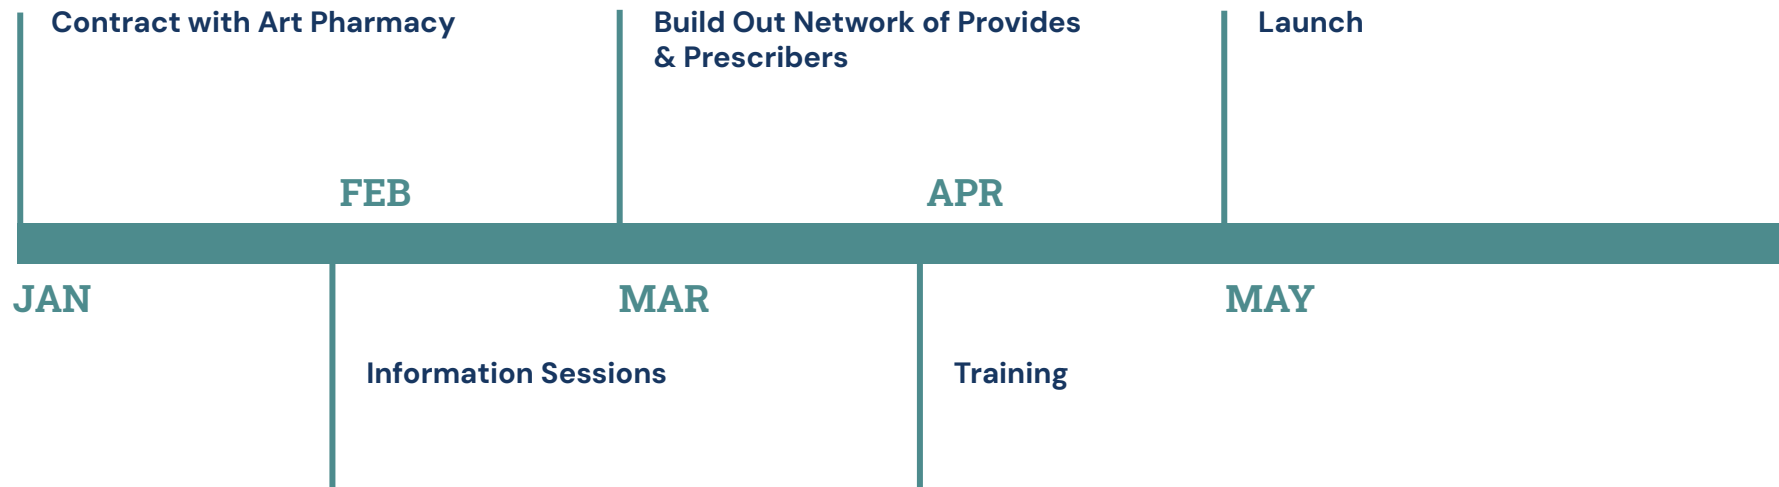 Contract with Art Pharmacy
Build Out Network of Provides
& Prescribers
Launch
FEB
APR
JAN
MAR
MAY
Information Sessions
Training